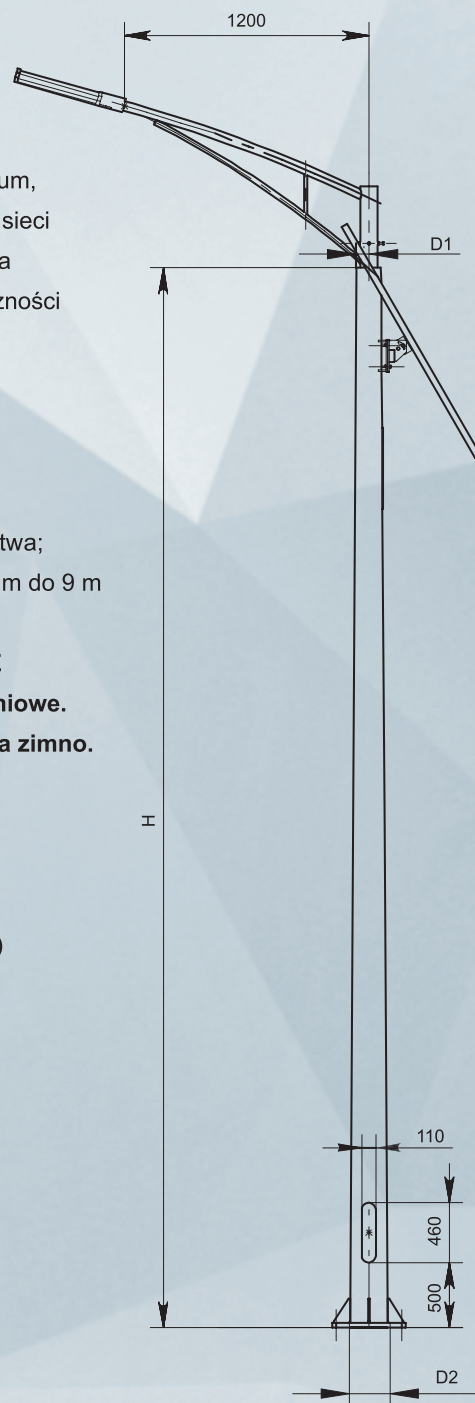 1200
um,
sieci
D1
a
zności
twa;
m do 9 m
niowe.
a zimno.
H
)
110
460
500
D2